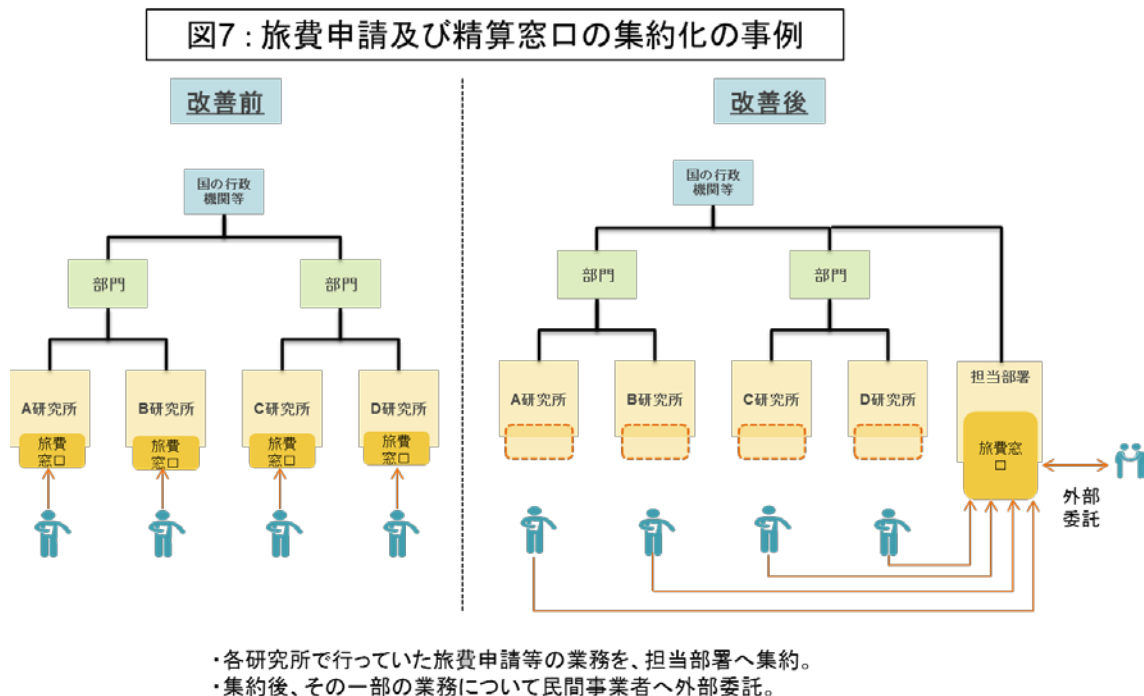 図7：旅費申請及び精算窓口の集約化の事例
改善前
改善後
国の行政
機関等
部門
部門
A研究所
B研究所
C研究所
D研究所
旅費
窓口
旅費
窓口
旅費
窓口
旅費
窓口
国の行政
機関等
部門
部門
A研究所
B研究所
C研究所
D研究所
担当部署
旅費窓
口
外部
委託
・各研究所で行っていた旅費申請等の業務を、担当部署へ集約。
・集約後、その一部の業務について民間事業者へ外部委託。